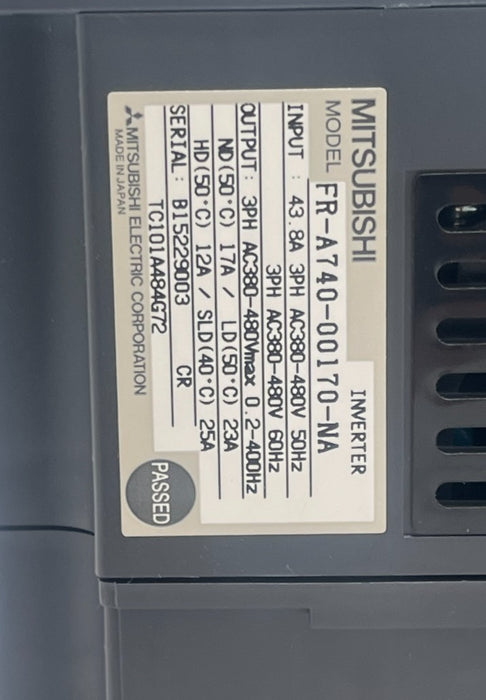 MITSUBISHI INVERTER
MODEL FR-A740-00170-NA
INPUT : 43.8A 3PH AC380-480V 50Hz
3PH AC380-480V 60Hz
OUTPUT : 3PH AC380-480Vmax 0.2-400Hz
ND(50°C) 17A / LD(50°C) 23A
HD(50°C) 12A / SLD(40°C) 25A
SERIAL : B15229003 CR
TC101A484G72
PASSED
MITSUBISHI ELECTRIC CORPORATION
MADE IN JAPAN